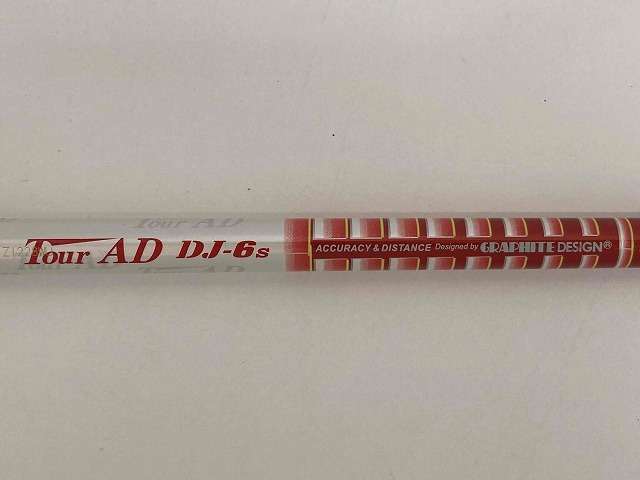 Tour AD
Tour AD DJ-6s ACCURACY & DISTANCE Designed by GRAPHITE DESIGN®